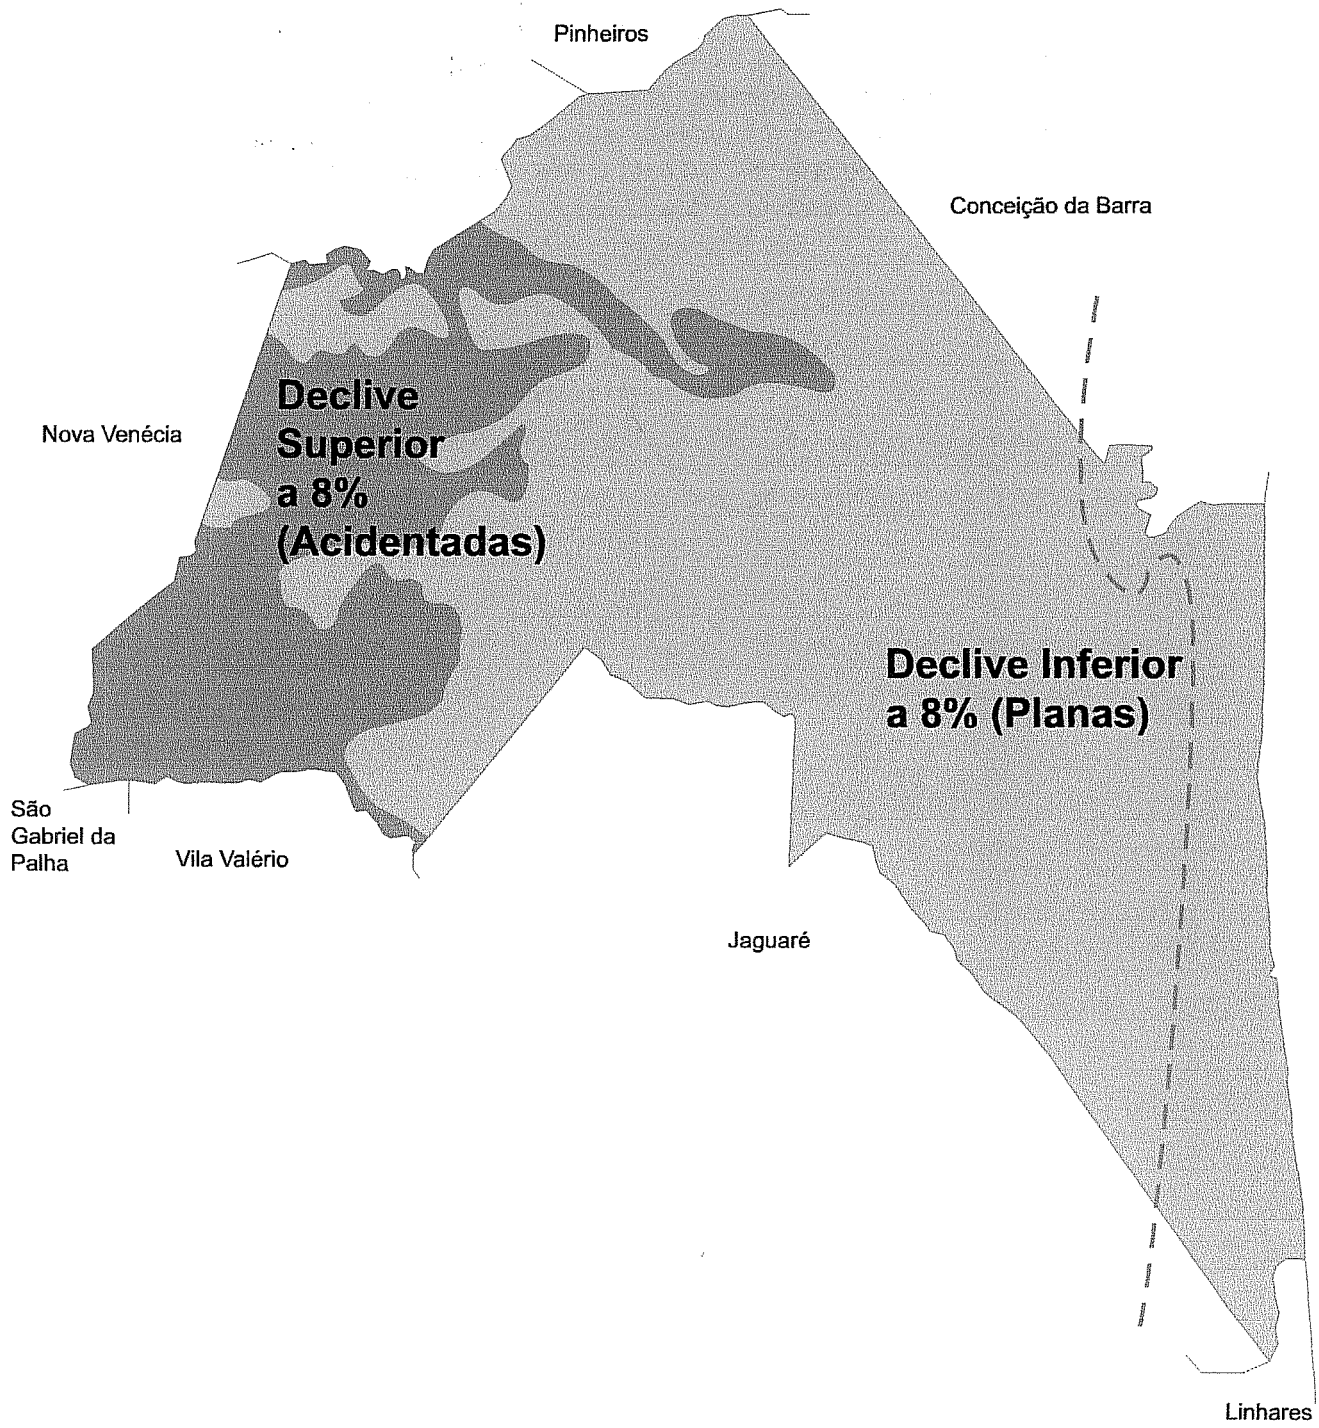 Pinheiros
Conceição da Barra
Declive
Superior
a 8%
(Acidentadas)
Nova Venécia
Declive Inferior
a 8% (Planas)
São
Gabriel da
Palha
Vila Valério
Jaguaré
Linhares